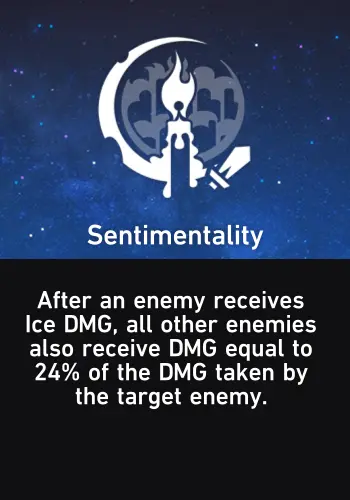 Sentimentality
After an enemy receives
Ice DMG, all other enemies
also receive DMG equal to
24% of the DMG taken by
the target enemy.